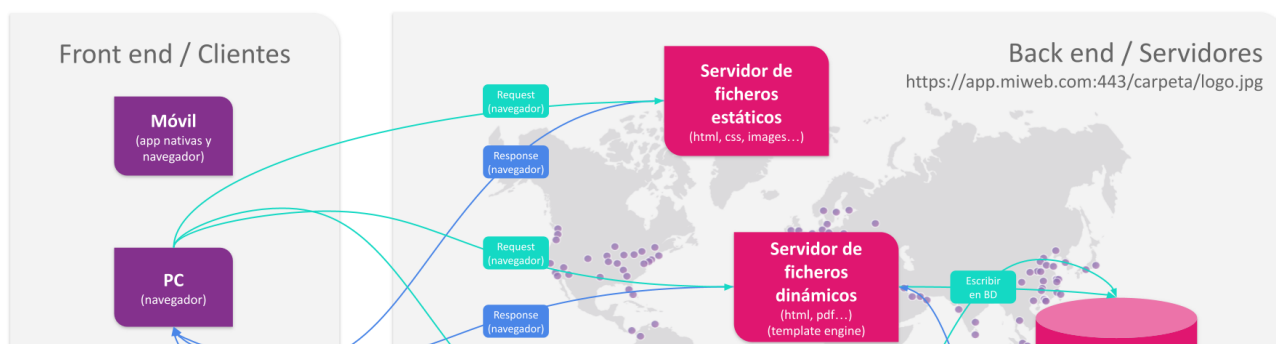 Front end / Clientes
Móvil
(app nativas y
navegador)
PC
(navegador)
Back end / Servidores
https://app.miweb.com:443/carpeta/logo.jpg
Request
(navegador)
Servidor de
ficheros
estáticos
(html, css, images...)
Response
(navegador)
Request
(navegador)
Servidor de
ficheros
dinámicos
(html, pdf...)
(template engine)
Escribir
en BD
Response
(navegador)